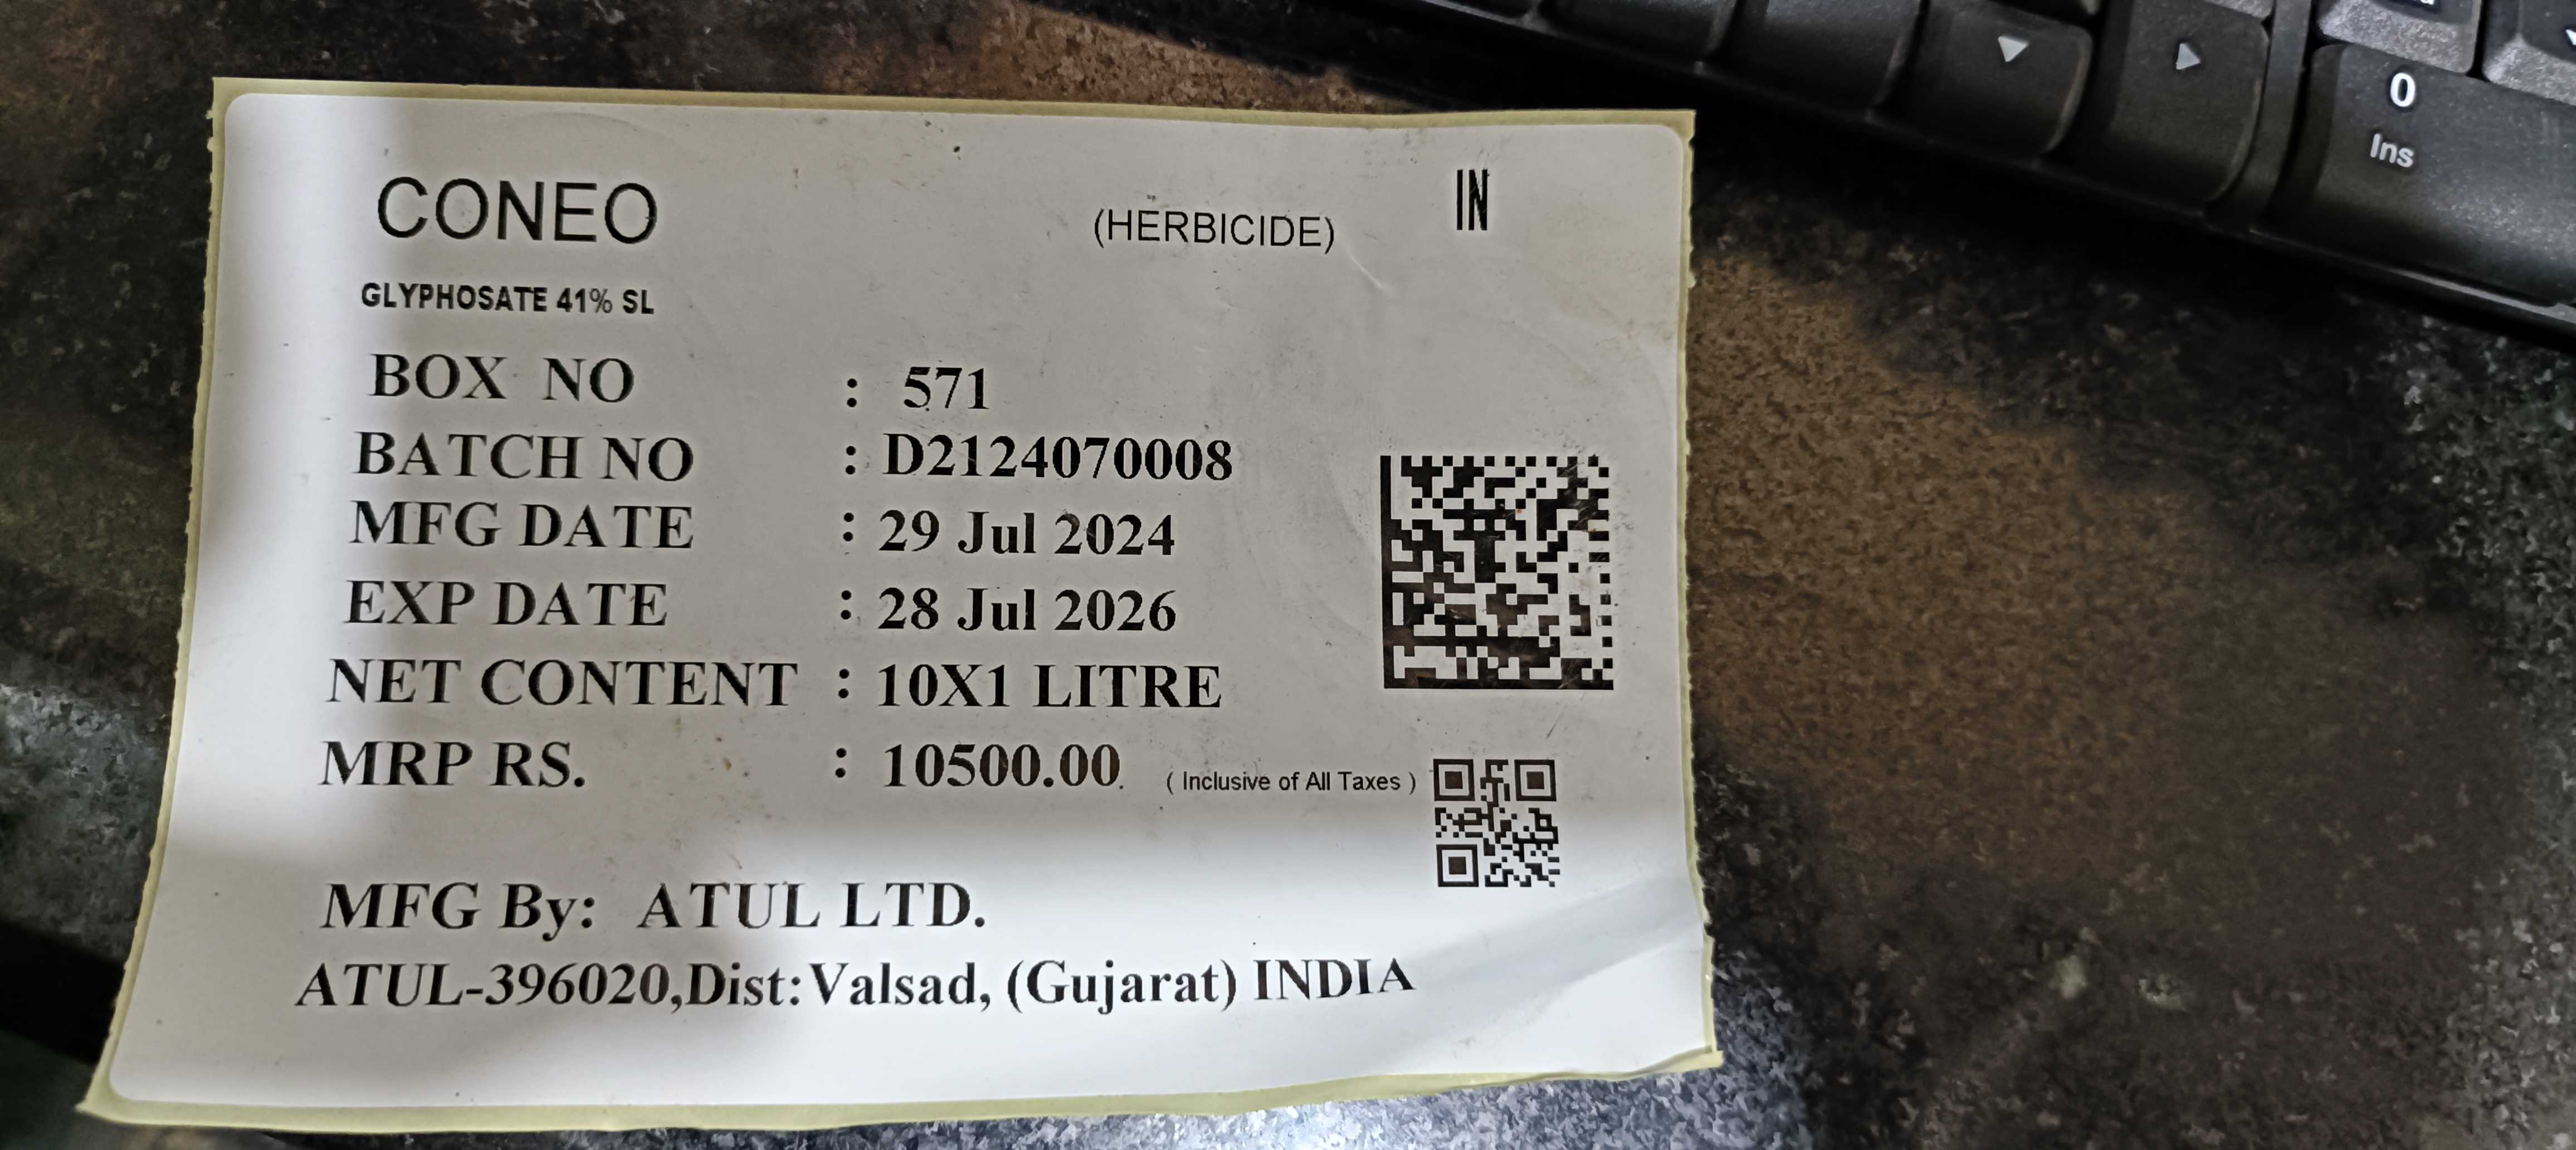 CONEO (HERBICIDE) IN
GLYPHOSATE 41% SL
BOX NO : 571
BATCH NO : D2124070008
MFG DATE : 29 Jul 2024
EXP DATE : 28 Jul 2026
NET CONTENT : 10X1 LITRE
MRP RS. : 10500.00. ( Inclusive of All Taxes )
MFG By: ATUL LTD.
ATUL-396020,Dist:Valsad, (Gujarat) INDIA
0
Ins